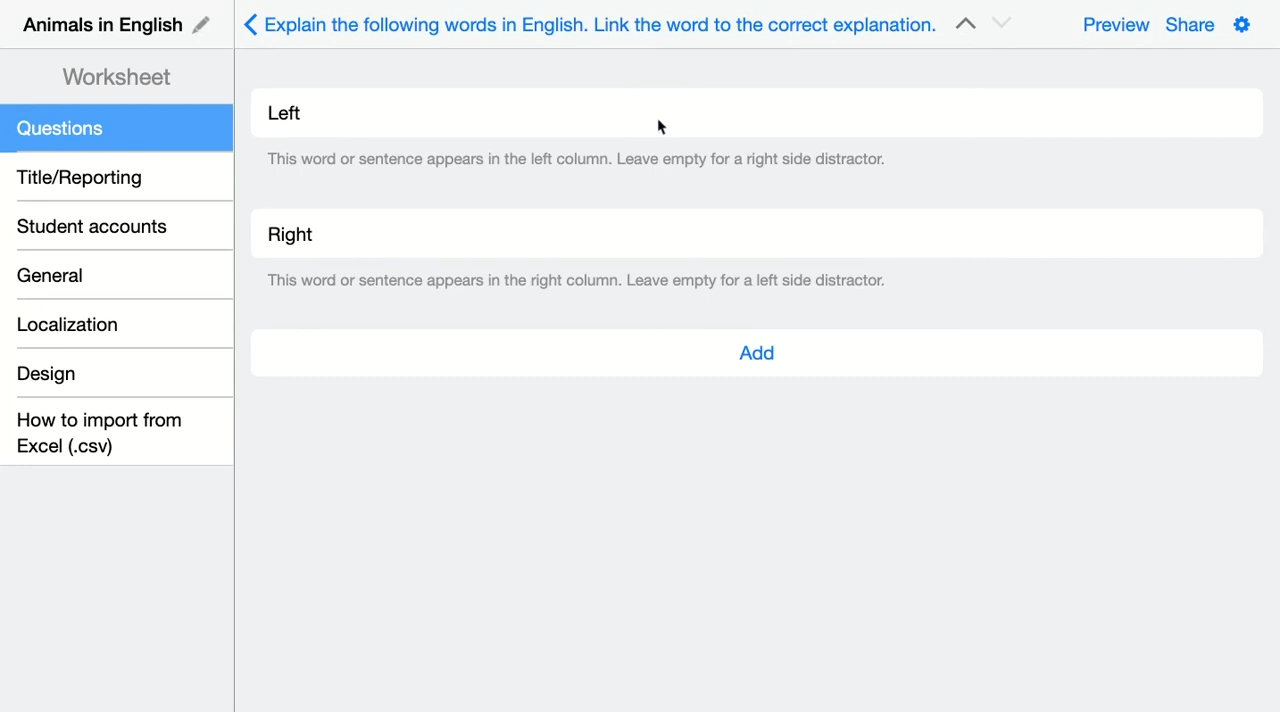 Animals in English
Explain the following words in English. Link the word to the correct explanation.
Preview
Share
Worksheet
Questions
Title/Reporting
Student accounts
General
Localization
Design
How to import from
Excel (.csv)
Left
This word or sentence appears in the left column. Leave empty for a right side distractor.
Right
This word or sentence appears in the right column. Leave empty for a left side distractor.
Add